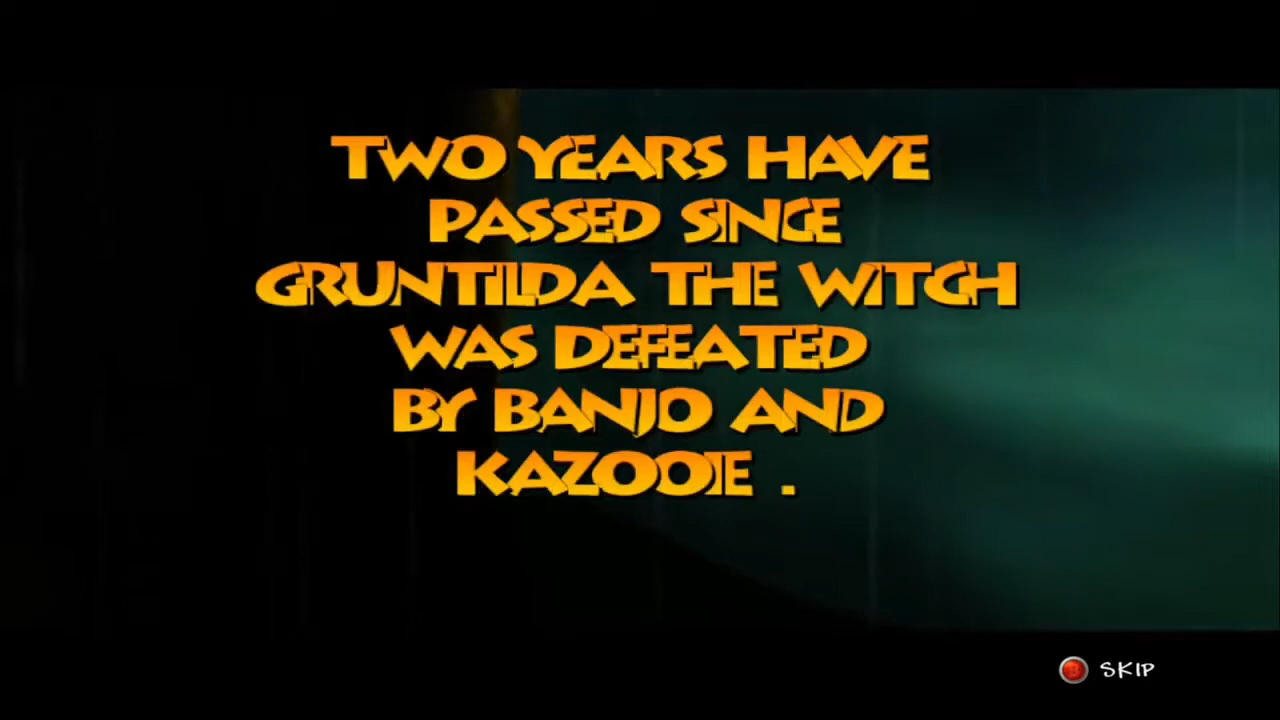 TWO YEARS HAVE
PASSED SINCE
GRUNTILDA THE WITCH
WAS DEFEATED
BY BANJO AND
KAZOOIE .
B SKIP